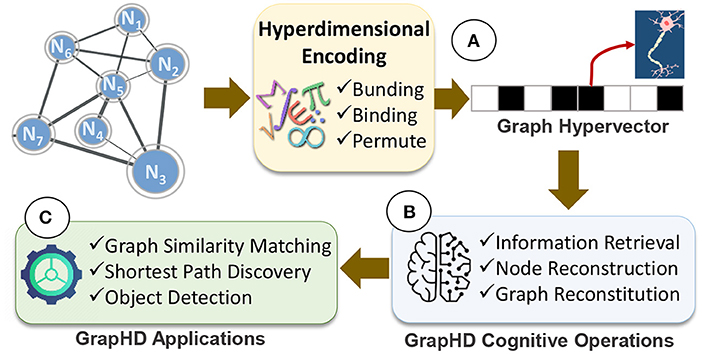 N1
N6
N2
N5
N7
N4
N3
Hyperdimensional
Encoding
✓Bunding
✓Binding
✓Permute
A
Graph Hypervector
B
✓Information Retrieval
✓Node Reconstruction
✓Graph Reconstitution
GrapHD Cognitive Operations
C
✓Graph Similarity Matching
✓Shortest Path Discovery
✓Object Detection
GrapHD Applications